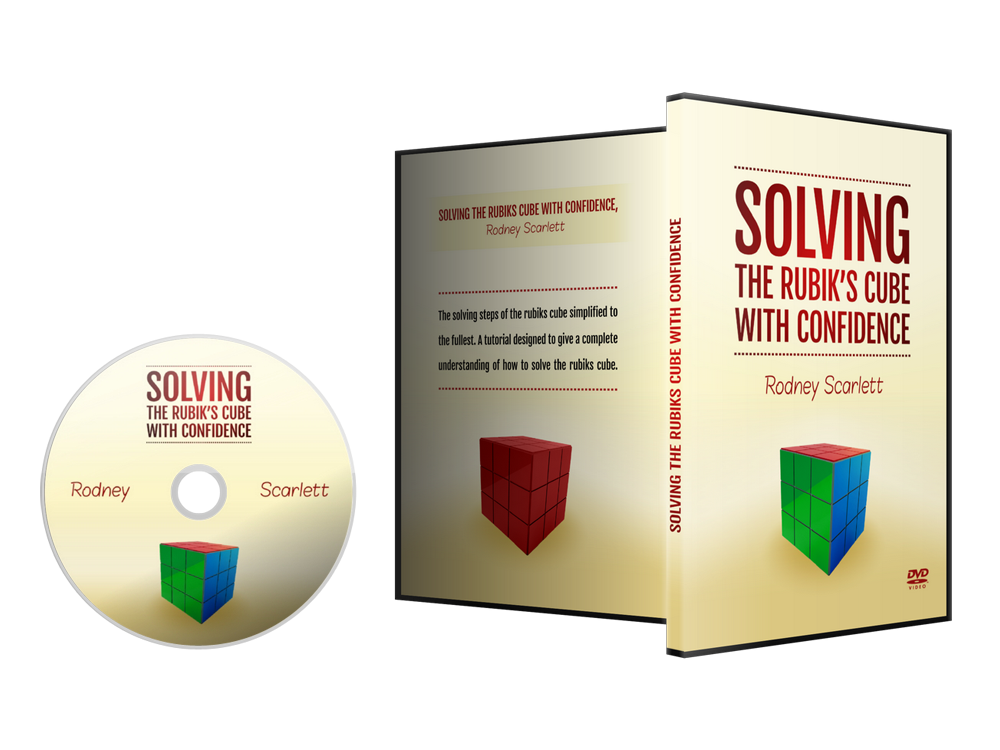 SOLVING
THE RUBIK'S CUBE
WITH CONFIDENCE
Rodney Scarlett
SOLVING THE RUBIKS CUBE WITH CONFIDENCE,
Rodney Scarlett
The solving steps of the rubiks cube simplified to
the fullest. A tutorial designed to give a complete
understanding of how to solve the rubiks cube.
SOLVING THE RUBIKS CUBE WITH CONFIDENCE
SOLVING
THE RUBIK'S CUBE
WITH CONFIDENCE
Rodney Scarlett
DVD
VIDEO